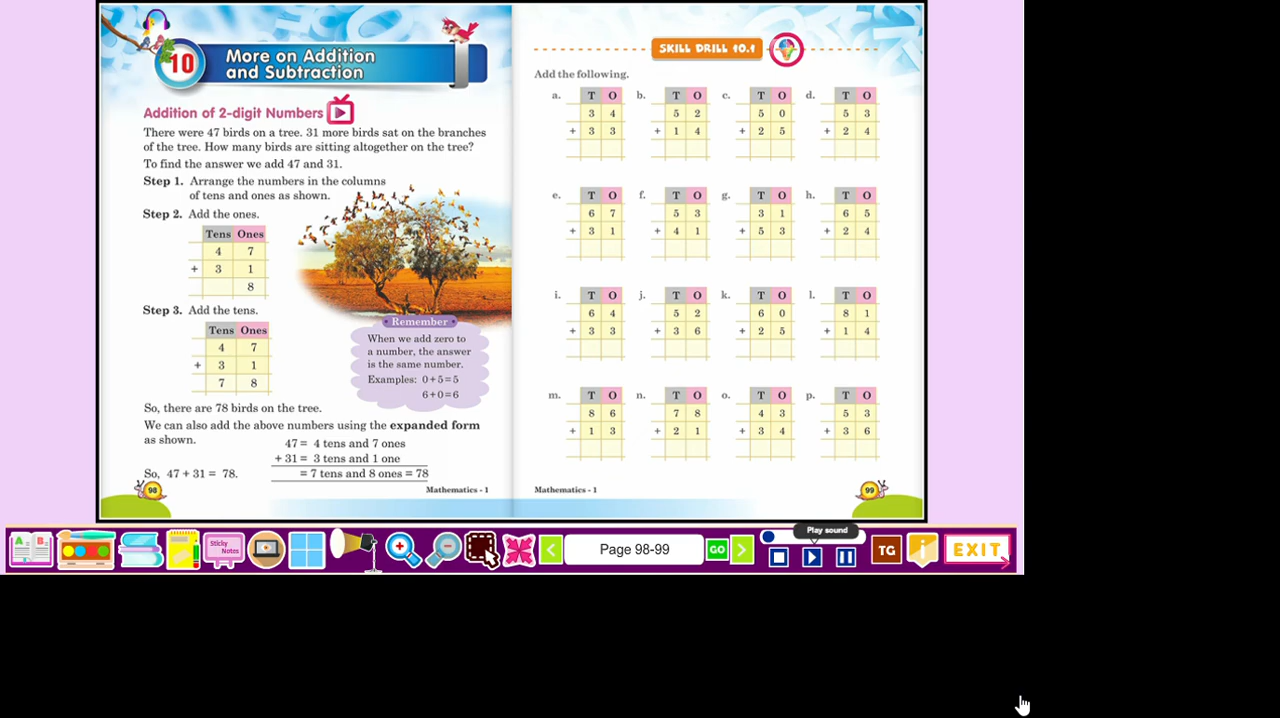 10
More on Addition
and Subtraction
Addition of 2-digit Numbers
There were 47 birds on a tree. 31 more birds sat on the branches
of the tree. How many birds are sitting altogether on the tree?
To find the answer we add 47 and 31.
Step 1. Arrange the numbers in the columns
of tens and ones as shown.
Step 2. Add the ones.
Tens Ones
4 7
+ 3 1
8
Step 3. Add the tens.
Tens Ones
4 7
+ 3 1
7 8
Remember
When we add zero to
a number, the answer
is the same number.
Examples: 0+5=5
6+0=6
So, there are 78 birds on the tree.
We can also add the above numbers using the expanded form
as shown.
47 = 4 tens and 7 ones
+ 31 = 3 tens and 1 one
So, 47 + 31 = 78.
= 7 tens and 8 ones = 78
98
Mathematics - 1
SKILL DRILL 10.1
Add the following.
a. T O b. T O c. T O d. T O
3 4 5 2 5 0 5 3
+ 3 3 + 1 4 + 2 5 + 2 4
e. T O f. T O g. T O h. T O
6 7 5 3 3 1 6 5
+ 3 1 + 4 1 + 5 3 + 2 4
i. T O j. T O k. T O l. T O
6 4 5 2 6 0 8 1
+ 3 3 + 3 6 + 2 5 + 1 4
m. T O n. T O o. T O p. T O
8 6 7 8 4 3 5 3
+ 1 3 + 2 1 + 3 4 + 3 6
Mathematics - 1
99
A B
Sticky
Notes
Page 98-99
GO
Play sound
TG
i
EXIT